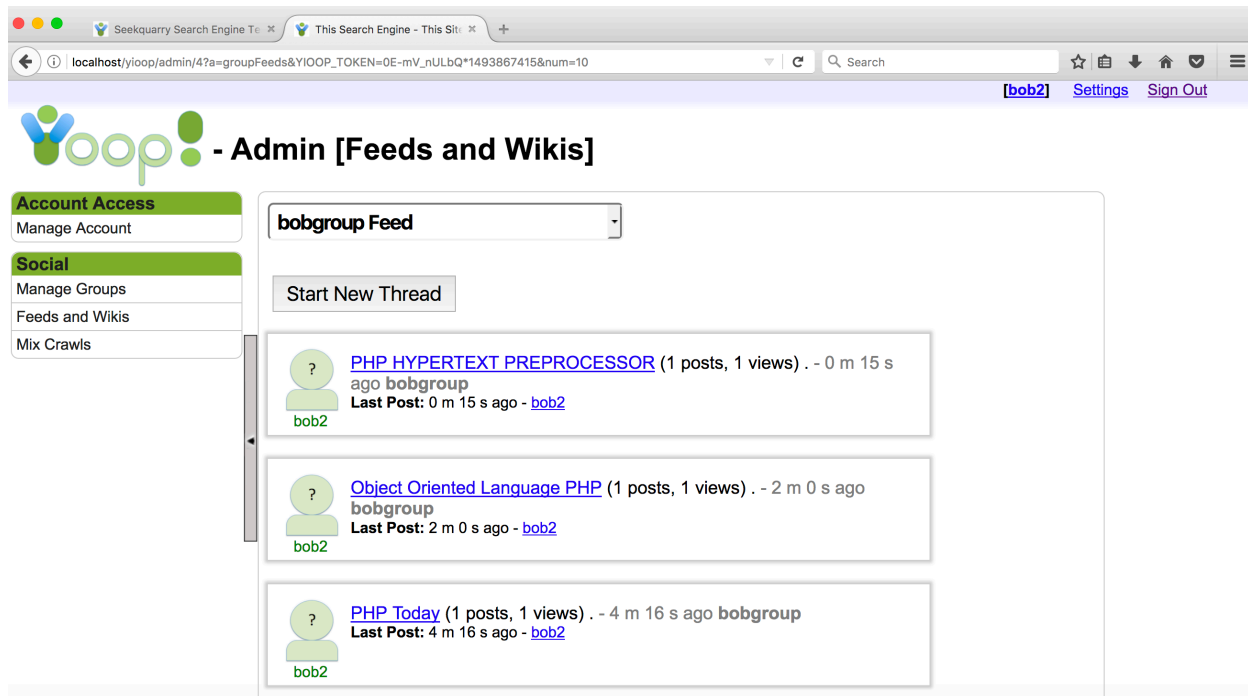 Seekquarry Search Engine Te
This Search Engine - This Site
localhost/yioop/admin/4?a=groupFeeds&YIOOP_TOKEN=0E-mV_nULbQ*1493867415&num=10
Search
[bob2] Settings Sign Out
Yioop! - Admin [Feeds and Wikis]
Account Access
Manage Account
Social
Manage Groups
Feeds and Wikis
Mix Crawls
bobgroup Feed
Start New Thread
?
bob2
PHP HYPERTEXT PREPROCESSOR (1 posts, 1 views) . - 0 m 15 s
ago bobgroup
Last Post: 0 m 15 s ago - bob2
?
bob2
Object Oriented Language PHP (1 posts, 1 views) . - 2 m 0 s ago
bobgroup
Last Post: 2 m 0 s ago - bob2
?
bob2
PHP Today (1 posts, 1 views) . - 4 m 16 s ago bobgroup
Last Post: 4 m 16 s ago - bob2